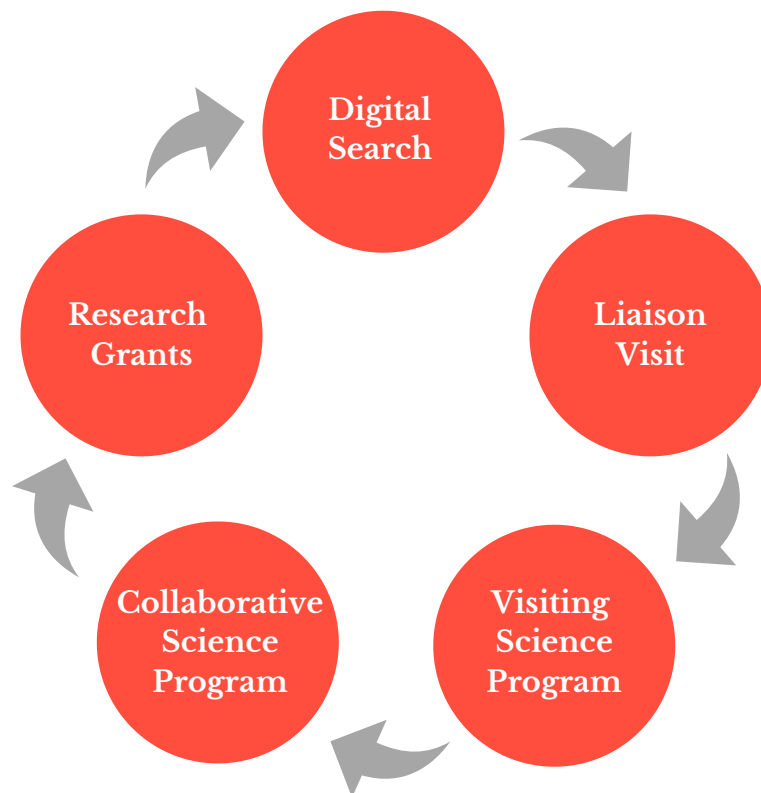 Digital
Search
Liaison
Visit
Visiting
Science
Program
Collaborative
Science
Program
Research
Grants